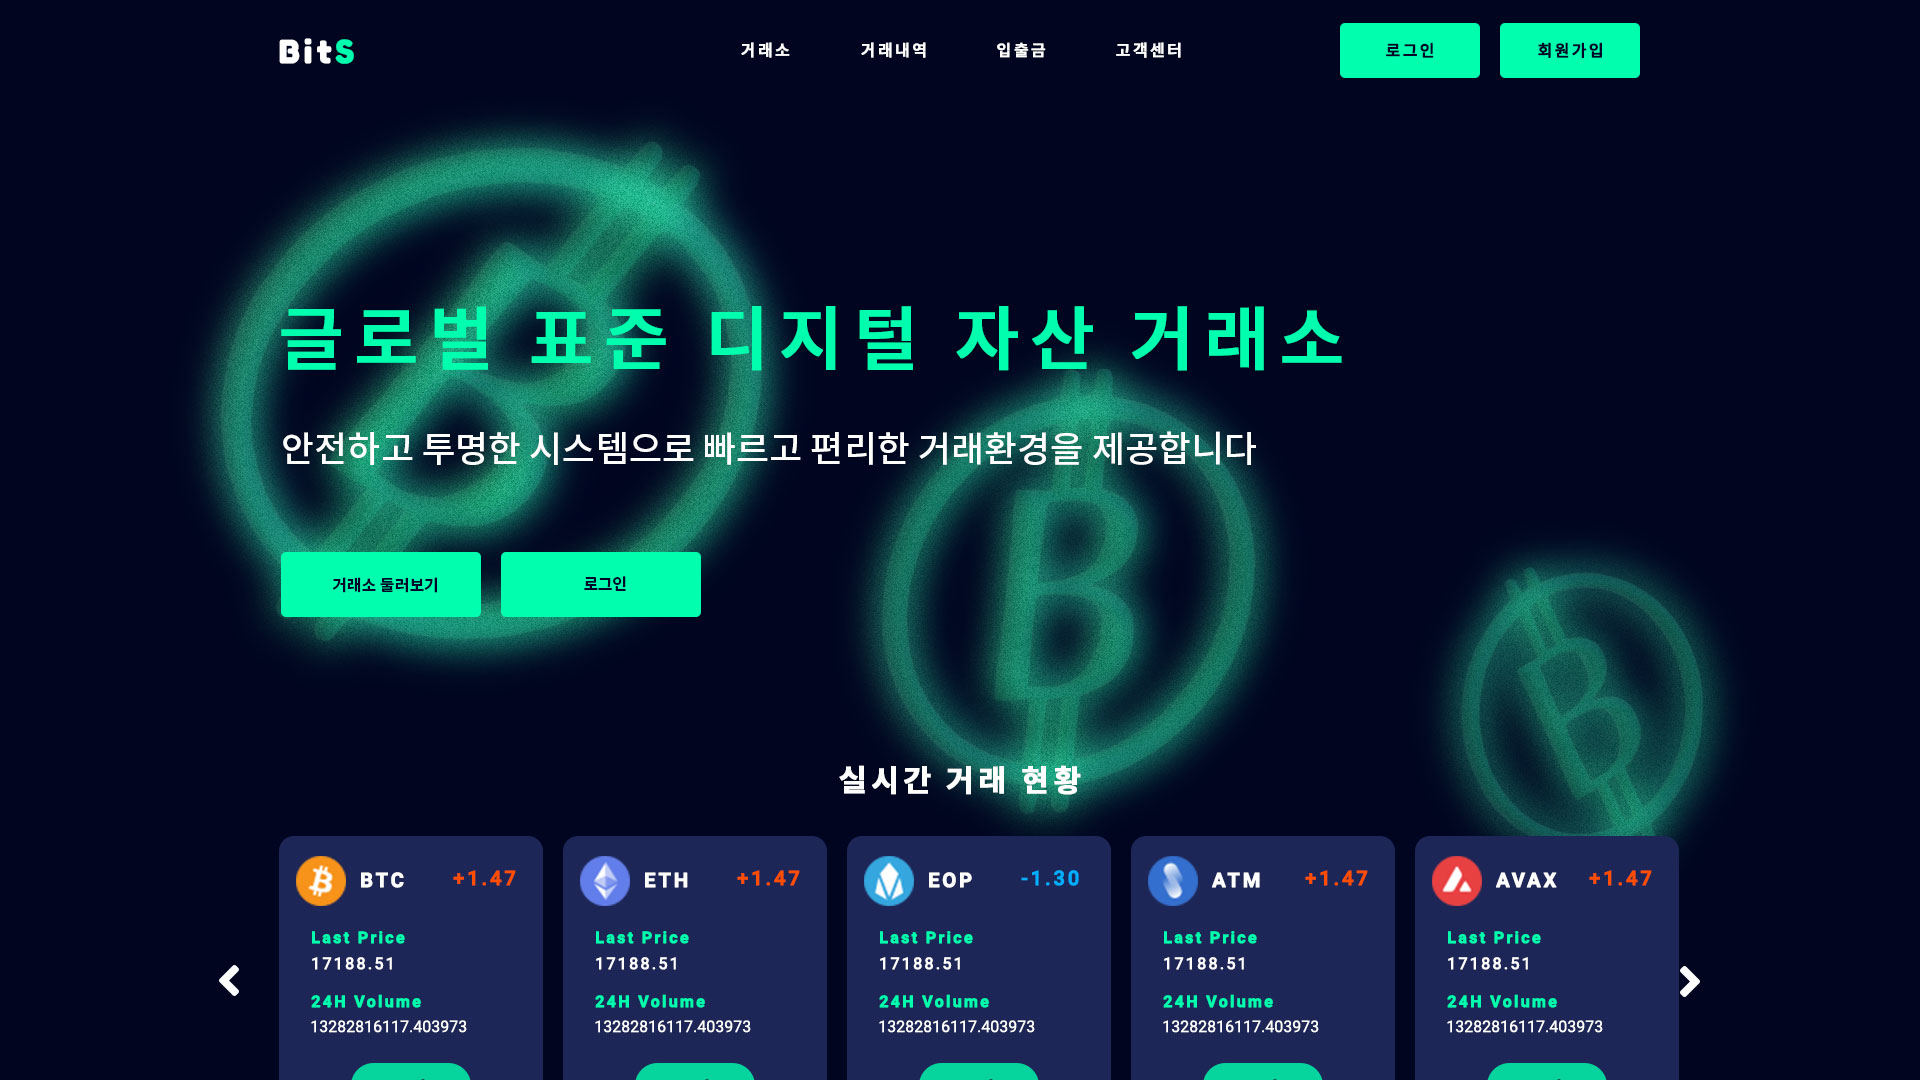 BitS
거래소 거래내역 입출금 고객센터 로그인 회원가입
글로벌 표준 디지털 자산 거래소
안전하고 투명한 시스템으로 빠르고 편리한 거래환경을 제공합니다
거래소 둘러보기 로그인
실시간 거래 현황
BTC +1.47 ETH +1.47 EOP -1.30 ATM +1.47 AVAX +1.47
Last Price Last Price Last Price Last Price Last Price
17188.51 17188.51 17188.51 17188.51 17188.51
24H Volume 24H Volume 24H Volume 24H Volume 24H Volume
13282816117.403973 13282816117.403973 13282816117.403973 13282816117.403973 13282816117.403973